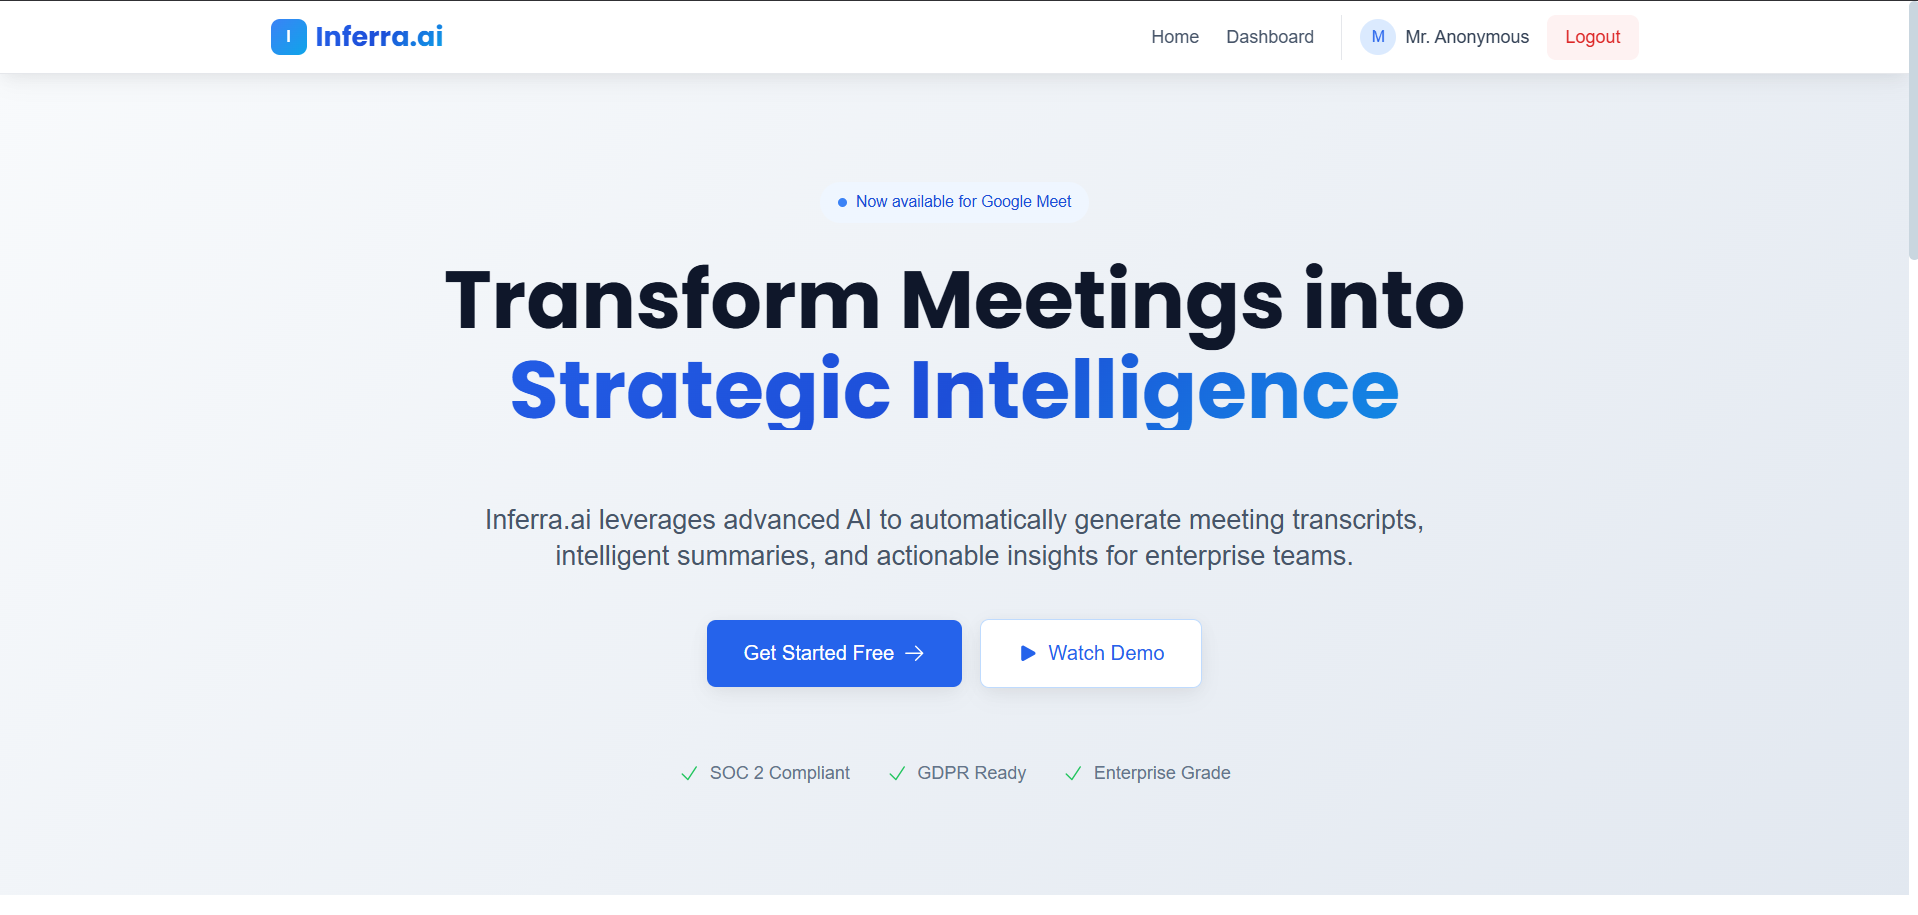 I Inferra.ai Home Dashboard M Mr. Anonymous Logout
Now available for Google Meet
Transform Meetings into
Strategic Intelligence
Inferra.ai leverages advanced AI to automatically generate meeting transcripts,
intelligent summaries, and actionable insights for enterprise teams.
Get Started Free → Watch Demo
SOC 2 Compliant GDPR Ready Enterprise Grade